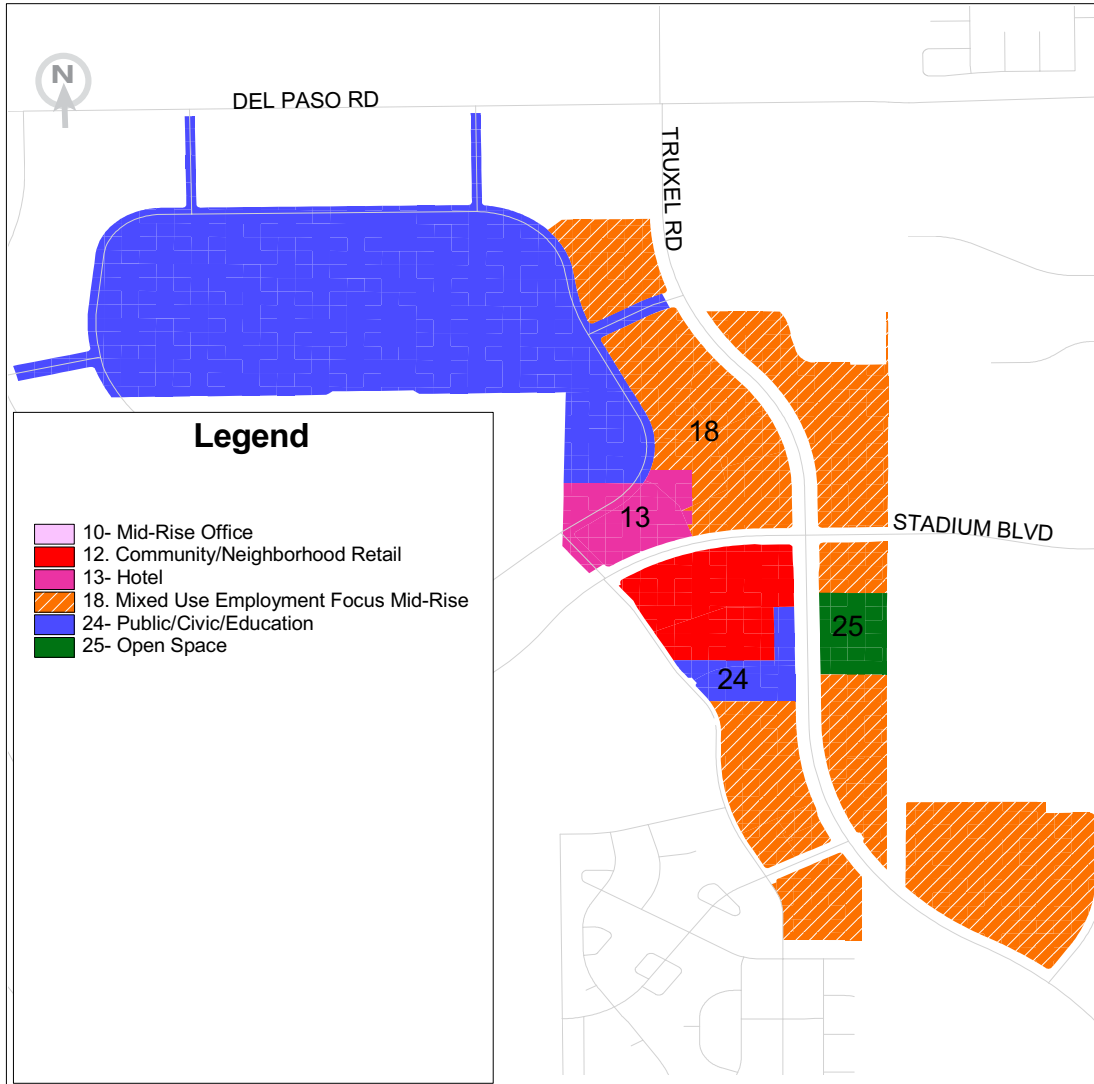 N
DEL PASO RD
TRUXEL RD
18
13
STADIUM BLVD
25
24
Legend
10- Mid-Rise Office
12. Community/Neighborhood Retail
13- Hotel
18. Mixed Use Employment Focus Mid-Rise
24- Public/Civic/Education
25- Open Space